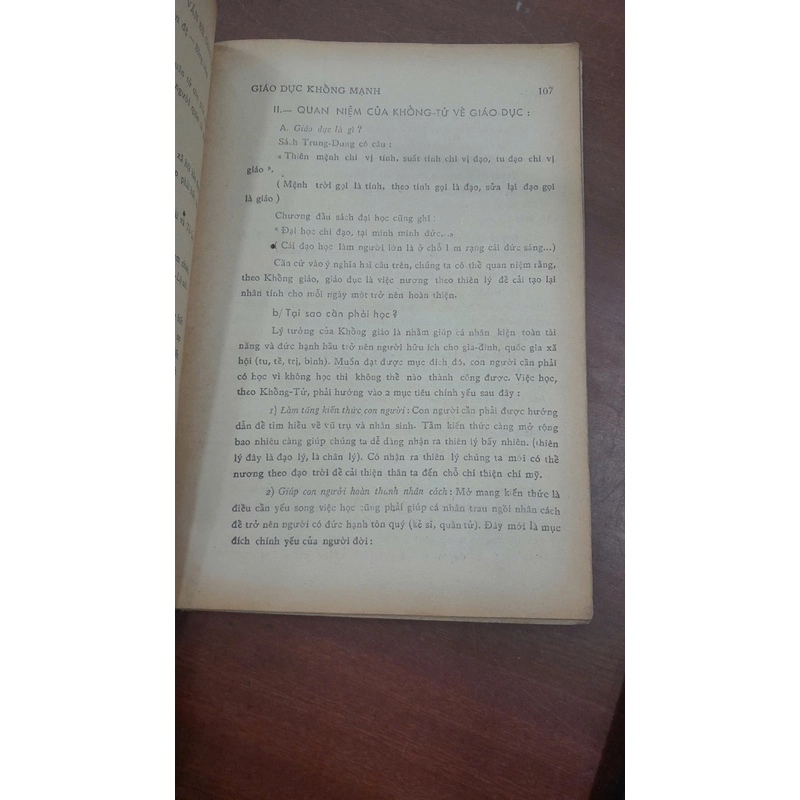 GIÁO DỤC KHỒNG MẠNH 107
II.— QUAN NIỆM CỦA KHỔNG-TỬ VỀ GIÁO DỤC :
A. Giáo dục là gì ?
Sá.h Trung-Dung có câu :
« Thiên mệnh chi vị tính, suất tính chi vị đạo, tu đạo chi vị
giáo ».
( Mệnh trời gọi là tính, theo tính gọi là đạo, sửa lại đạo gọi
là giáo )
Chương đầu sách đại học cũng ghi :
« Đại học chi đạo, tại minh minh đức...»
( Cái đạo học làm người lớn là ở chỗ l m rạng cái đức sáng...)
Căn cứ vào ý nghĩa hai câu trên, chúng ta có thể quan niệm rằng,
theo Khổng giáo, giáo dục là việc nương theo thiên lý để cải tạo lại
nhân tính cho mỗi ngày một trở nên hoàn thiện.
b/ Tại sao cần phải học ?
Lý tưởng của Khổng giáo là nhằm giúp cá nhân kiện toàn tài
năng và đức hạnh hầu trở nên người hữu ích cho gia-đình, quốc gia xã
hội (tu, tề, trị, bình). Muốn đạt được mục đích đó, con người cần phải
có học vì không học thì không thể nào thành công được. Việc học,
theo Khổng-Tử, phải hướng vào 2 mục tiêu chính yếu sau đây :
1) Làm tăng kiến thức con người : Con người cần phải được hướng
dẫn để tìm hiểu về vũ trụ và nhân sinh. Tầm kiến thức càng mở rộng
bao nhiêu càng giúp chúng ta dễ dàng nhận ra thiên lý bấy nhiên. (thiên
lý đây là đạo lý, là chân lý). Có nhận ra thiên lý chúng ta mới có thể
nương theo đạo trời để cải thiện thân ta đến chỗ chí thiện chí mỹ.
2) Giúp con người hoàn thành nhân cách : Mở mang kiến thức là
điều cần yếu song việc học cũng phải giúp cá nhân trau ngồi nhân cách
để trở nên người có đức hạnh tôn quý (kẻ sĩ, quân tử). Đây mới là mục
đích chính yếu của người đời :